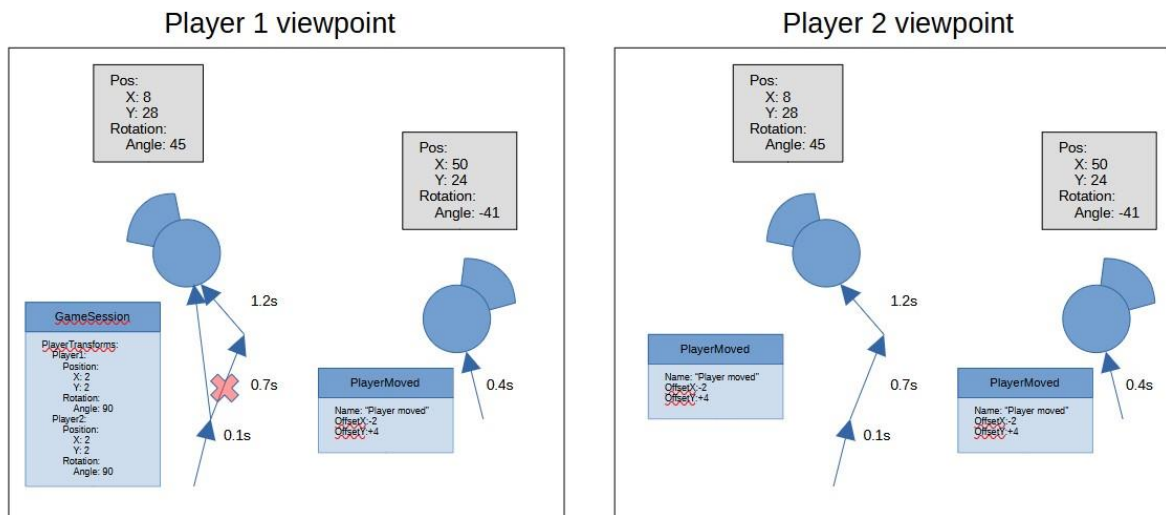 Player 1 viewpoint
Pos:
X: 8
Y: 28
Rotation:
Angle: 45
Pos:
X: 50
Y: 24
Rotation:
Angle: -41
1.2s
0.7s
0.1s
0.4s
GameSession
PlayerTransforms:
Player1:
Position:
X: 2
Y: 2
Rotation:
Angle: 90
Player2:
Position:
X: 2
Y: 2
Rotation:
Angle: 90
PlayerMoved
Name: "Player moved"
OffsetX:-2
OffsetY:+4
Player 2 viewpoint
Pos:
X: 8
Y: 28
Rotation:
Angle: 45
Pos:
X: 50
Y: 24
Rotation:
Angle: -41
1.2s
0.7s
0.1s
0.4s
PlayerMoved
Name: "Player moved"
OffsetX:-2
OffsetY:+4
PlayerMoved
Name: "Player moved"
OffsetX:-2
OffsetY:+4